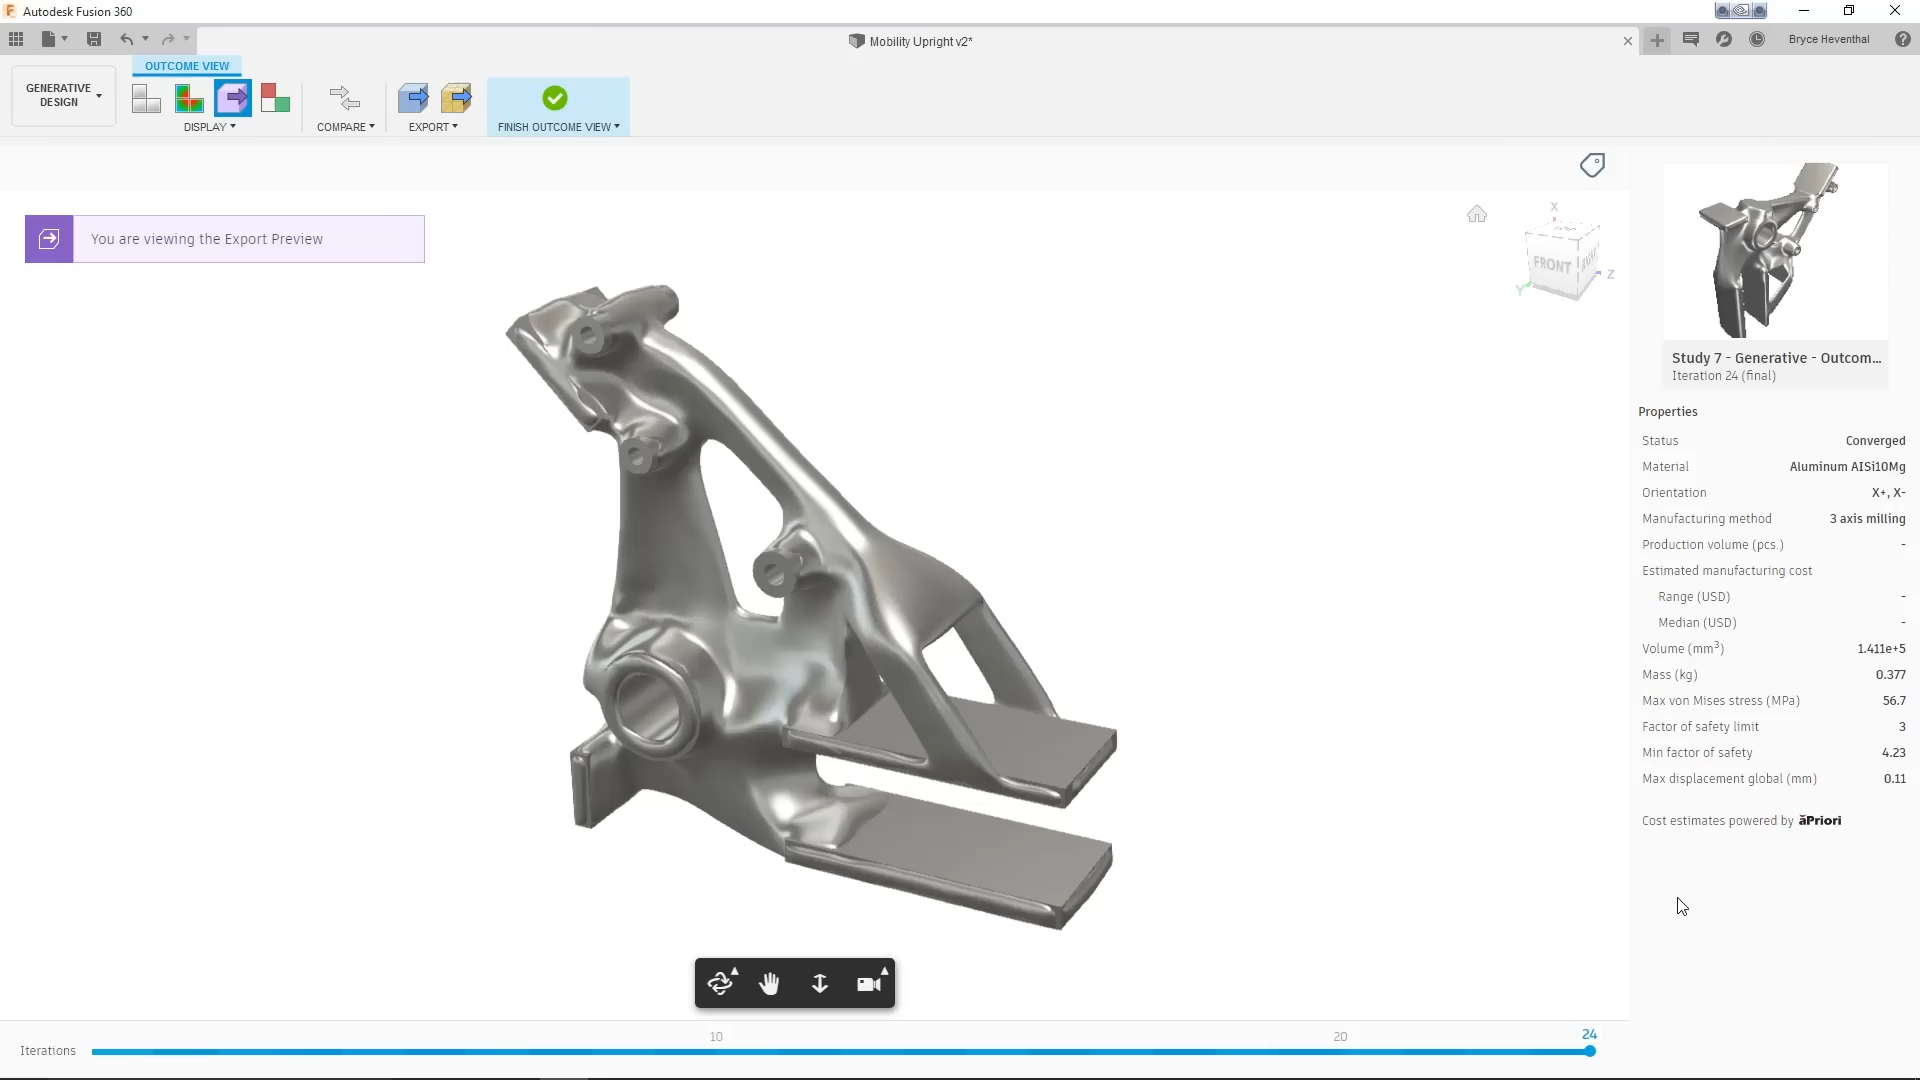 Autodesk Fusion 360
Mobility Upright v2*
Bryce Heventhal
OUTCOME VIEW
GENERATIVE
DESIGN
DISPLAY
COMPARE
EXPORT
FINISH OUTCOME VIEW
You are viewing the Export Preview
X
FRONT
Z
Y
Study 7 - Generative - Outcom...
Iteration 24 (final)
Properties
Status Converged
Material Aluminum AlSi10Mg
Orientation X+, X-
Manufacturing method 3 axis milling
Production volume (pcs.) -
Estimated manufacturing cost
Range (USD) -
Median (USD) -
Volume (mm³) 1.411e+5
Mass (kg) 0.377
Max von Mises stress (MPa) 56.7
Factor of safety limit 3
Min factor of safety 4.23
Max displacement global (mm) 0.11
Cost estimates powered by āPriori
10
20
24
Iterations